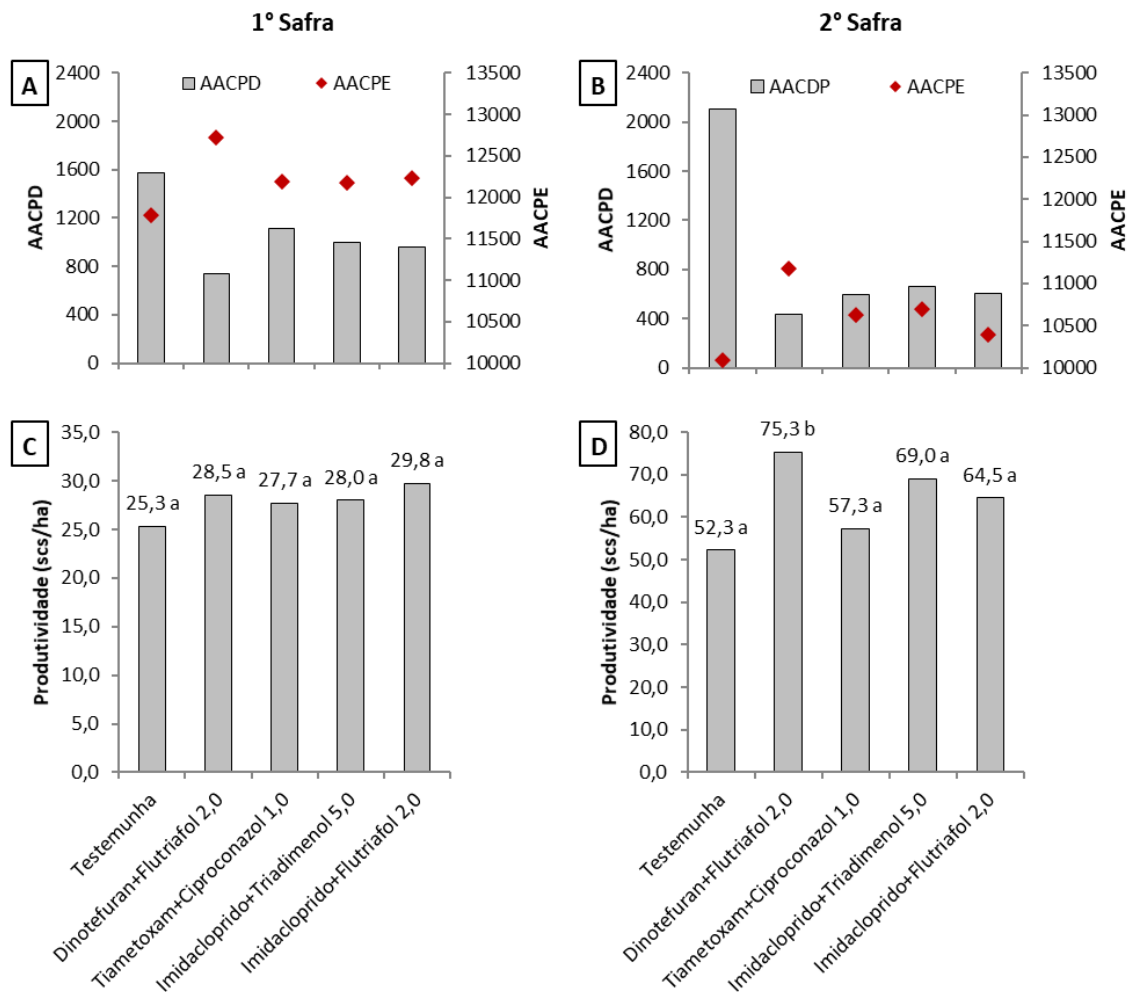 1° Safra
2° Safra
A
AACPD
AACPE
2400
2000
1600
1200
800
400
0
AACPD
13500
13000
12500
12000
11500
11000
10500
10000
AACPE
B
AACDP
AACPE
2400
2000
1600
1200
800
400
0
AACPD
13500
13000
12500
12000
11500
11000
10500
10000
AACPE
C
35,0
30,0
25,0
20,0
15,0
10,0
5,0
0,0
Produtividade (scs/ha)
25,3 a
28,5 a
27,7 a
28,0 a
29,8 a
Testemunha
Dinotefuran+Flutriafol 2,0
Tiametoxam+Ciproconazol 1,0
Imidacloprido+Triadimenol 5,0
Imidacloprido+Flutriafol 2,0
D
80,0
70,0
60,0
50,0
40,0
30,0
20,0
10,0
0,0
Produtividade (scs/ha)
52,3 a
75,3 b
57,3 a
69,0 a
64,5 a
Testemunha
Dinotefuran+Flutriafol 2,0
Tiametoxam+Ciproconazol 1,0
Imidacloprido+Triadimenol 5,0
Imidacloprido+Flutriafol 2,0